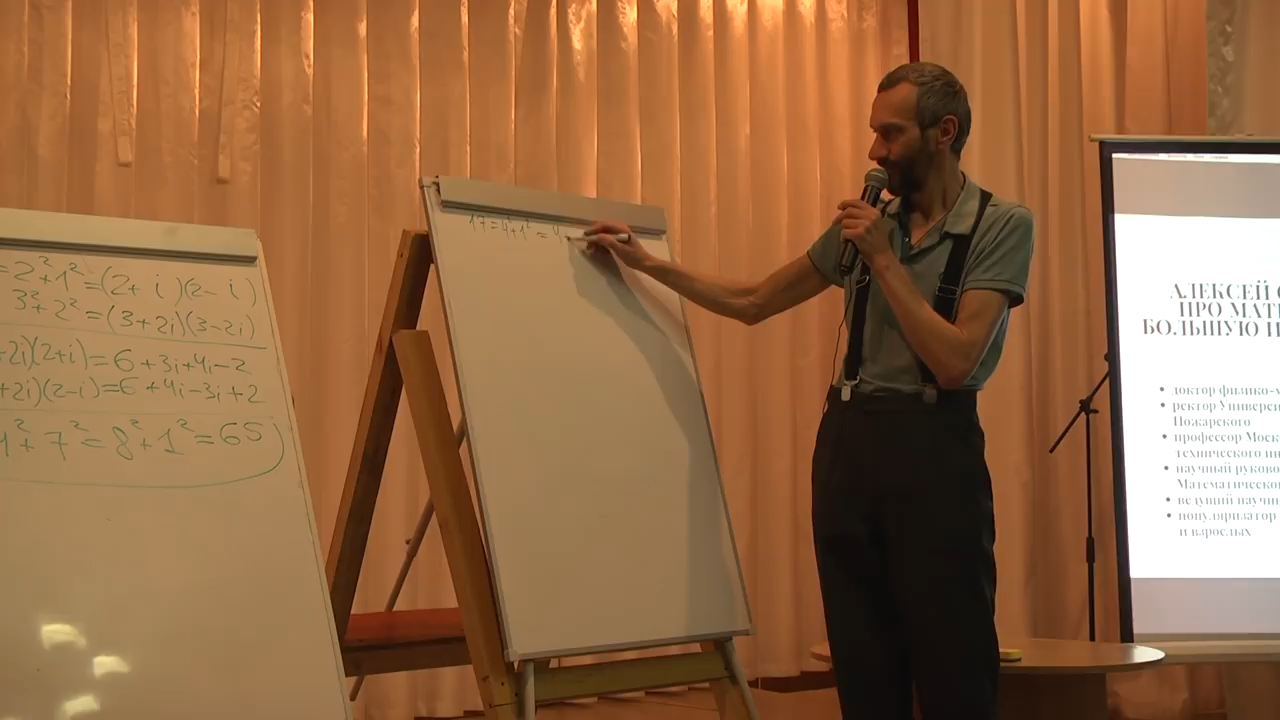 =2²+1²=(2+i)(2-i)
3²+2²=(3+2i)(3-2i)
+2i)(2+i)=6+3i+4i-2
+2i)(2-i)=6+4i-3i+2
4²+7²=8²+1²=65
17=4²+1²=4
АЛЕКСЕЙ С
ПРО МАТ
БОЛЬШУЮ И
• доктор физико-м
• ректор Универси
Пожарского
• профессор Моск
технического ин
• научный руково
Математическо
• ведущий научн
• популяризатор
и взрослых